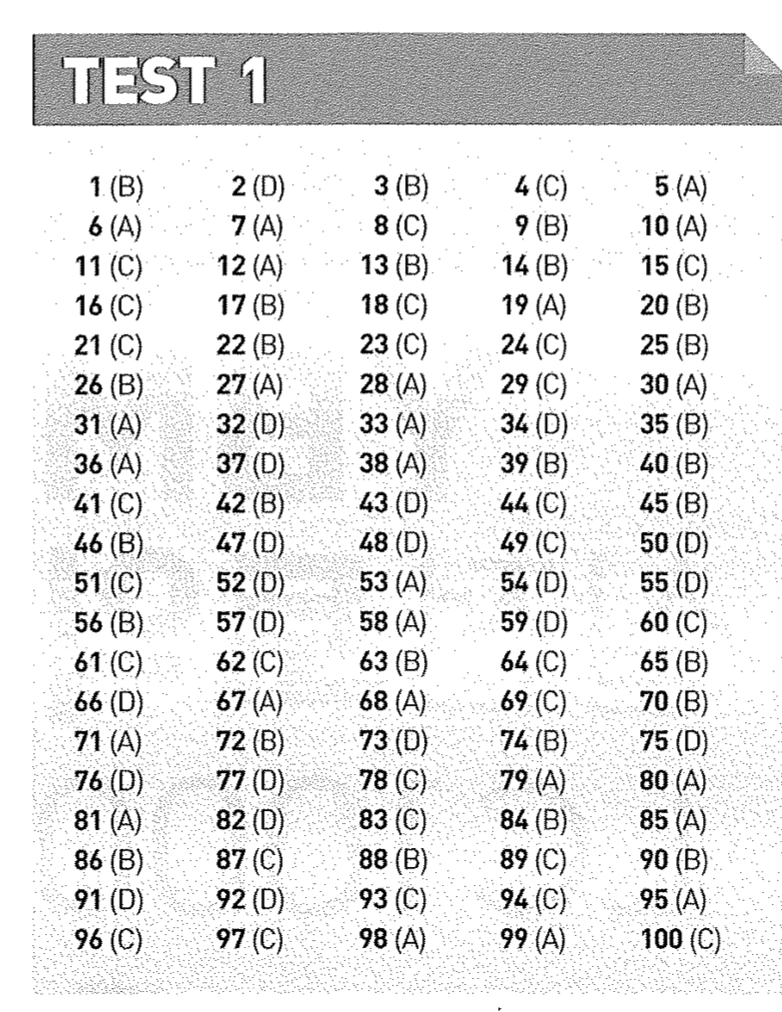 TEST 1
1 (B) 2 (D) 3 (B) 4 (C) 5 (A)
6 (A) 7 (A) 8 (C) 9 (B) 10 (A)
11 (C) 12 (A) 13 (B) 14 (B) 15 (C)
16 (C) 17 (B) 18 (C) 19 (A) 20 (B)
21 (C) 22 (B) 23 (C) 24 (C) 25 (B)
26 (B) 27 (A) 28 (A) 29 (C) 30 (A)
31 (A) 32 (D) 33 (A) 34 (D) 35 (B)
36 (A) 37 (D) 38 (A) 39 (B) 40 (B)
41 (C) 42 (B) 43 (D) 44 (C) 45 (B)
46 (B) 47 (D) 48 (D) 49 (C) 50 (D)
51 (C) 52 (D) 53 (A) 54 (D) 55 (D)
56 (B) 57 (D) 58 (A) 59 (D) 60 (C)
61 (C) 62 (C) 63 (B) 64 (C) 65 (B)
66 (D) 67 (A) 68 (A) 69 (C) 70 (B)
71 (A) 72 (B) 73 (D) 74 (B) 75 (D)
76 (D) 77 (D) 78 (C) 79 (A) 80 (A)
81 (A) 82 (D) 83 (C) 84 (B) 85 (A)
86 (B) 87 (C) 88 (B) 89 (C) 90 (B)
91 (D) 92 (D) 93 (C) 94 (C) 95 (A)
96 (C) 97 (C) 98 (A) 99 (A) 100 (C)